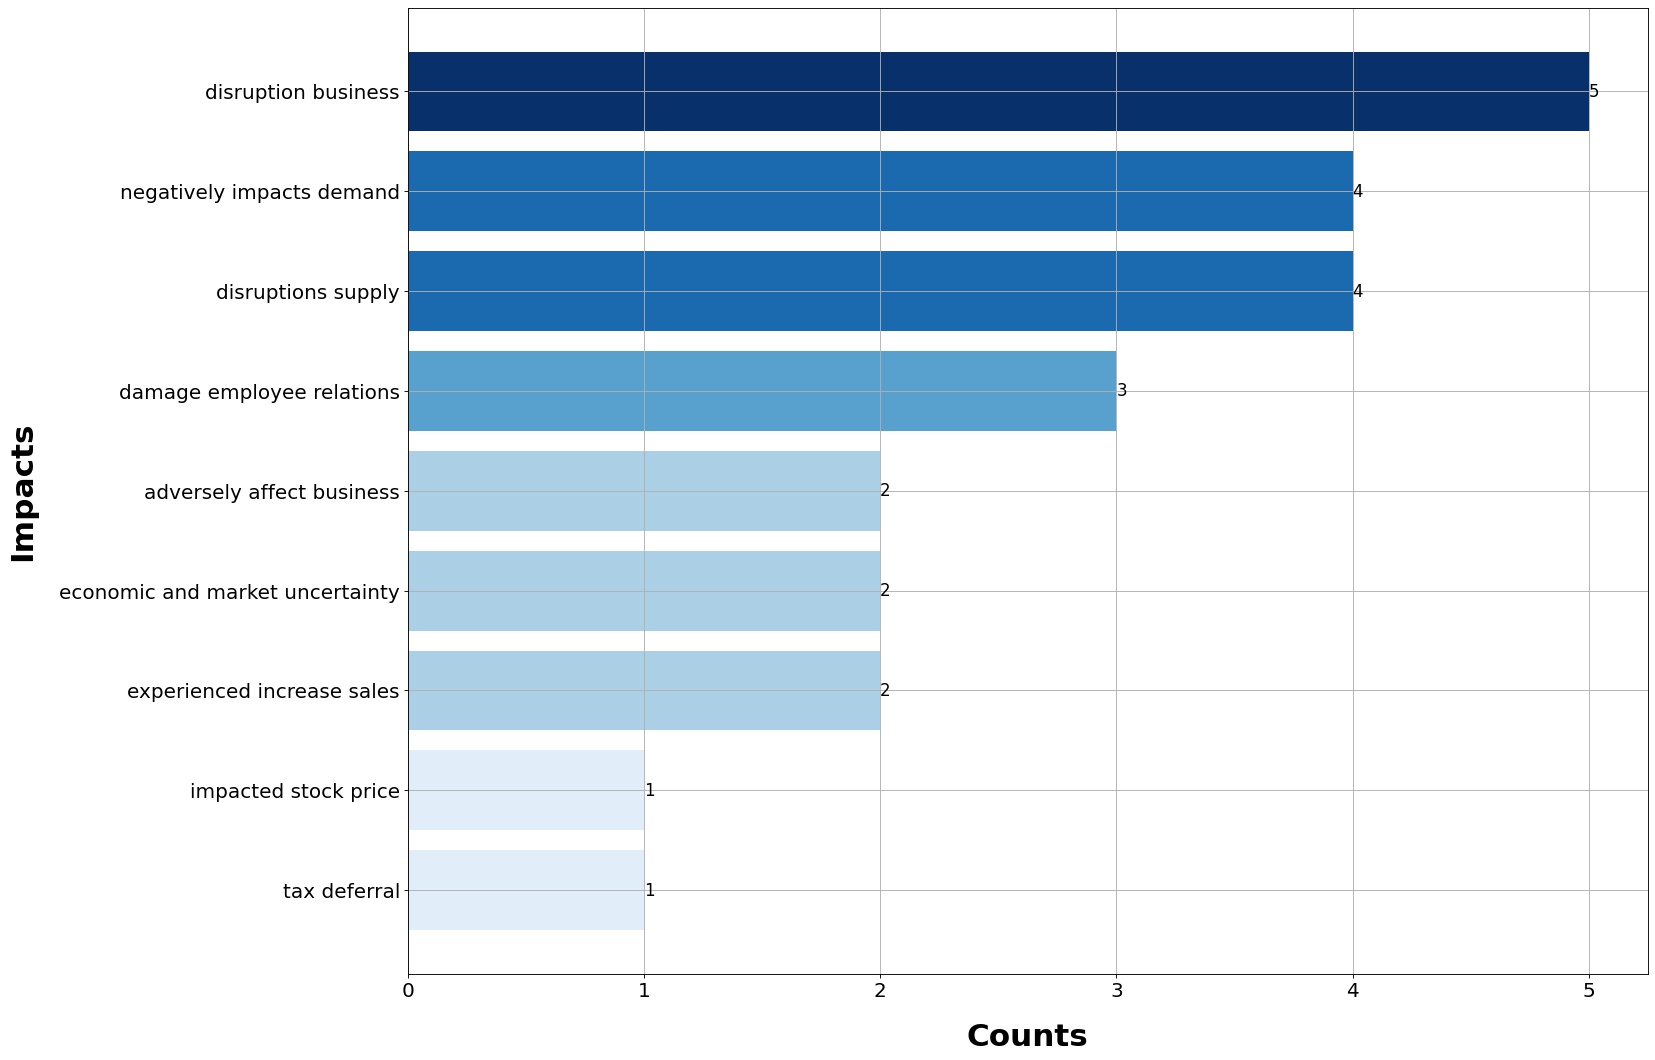 disruption business
5
negatively impacts demand
4
disruptions supply
4
damage employee relations
3
adversely affect business
2
economic and market uncertainty
2
experienced increase sales
2
impacted stock price
1
tax deferral
1
Impacts
0 1 2 3 4 5
Counts